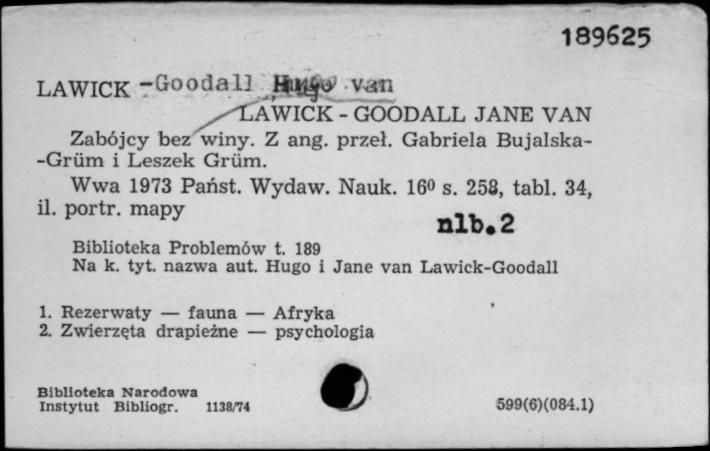 189625
LAWICK -Goodall Hugo van
LAWICK - GOODALL JANE VAN
Zabójcy bez winy. Z ang. przeł. Gabriela Bujalska-
-Grüm i Leszek Grüm.
Wwa 1973 Państ. Wydaw. Nauk. 16⁰ s. 258, tabl. 34,
il. portr. mapy
nlb.2
Biblioteka Problemów t. 189
Na k. tyt. nazwa aut. Hugo i Jane van Lawick-Goodall
1. Rezerwaty — fauna — Afryka
2. Zwierzęta drapieżne — psychologia
Biblioteka Narodowa
Instytut Bibliogr. 1138/74
599(6)(084.1)